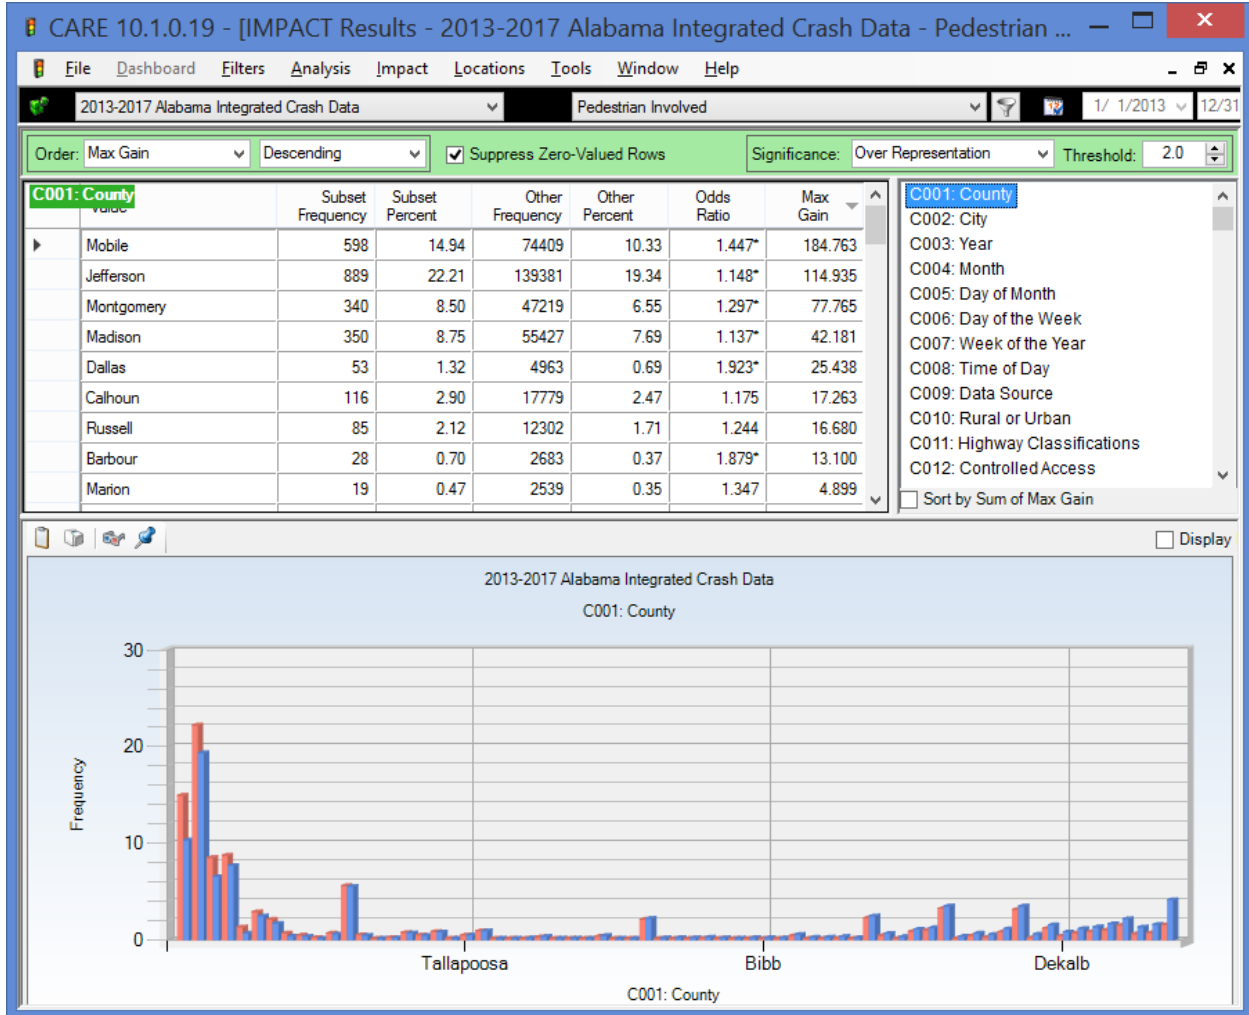 CARE 10.1.0.19 - [IMPACT Results - 2013-2017 Alabama Integrated Crash Data - Pedestrian ...
File Dashboard Filters Analysis Impact Locations Tools Window Help
2013-2017 Alabama Integrated Crash Data Pedestrian Involved 1/ 1/2013 12/31
Order: Max Gain Descending Suppress Zero-Valued Rows Significance: Over Representation Threshold: 2.0
C001: County Subset Frequency Subset Percent Other Frequency Other Percent Odds Ratio Max Gain
Mobile 598 14.94 74409 10.33 1.447* 184.763
Jefferson 889 22.21 139381 19.34 1.148* 114.935
Montgomery 340 8.50 47219 6.55 1.297* 77.765
Madison 350 8.75 55427 7.69 1.137* 42.181
Dallas 53 1.32 4963 0.69 1.923* 25.438
Calhoun 116 2.90 17779 2.47 1.175 17.263
Russell 85 2.12 12302 1.71 1.244 16.680
Barbour 28 0.70 2683 0.37 1.879* 13.100
Marion 19 0.47 2539 0.35 1.347 4.899
C001: County
C002: City
C003: Year
C004: Month
C005: Day of Month
C006: Day of the Week
C007: Week of the Year
C008: Time of Day
C009: Data Source
C010: Rural or Urban
C011: Highway Classifications
C012: Controlled Access
Sort by Sum of Max Gain
Display
2013-2017 Alabama Integrated Crash Data
C001: County
30
20
10
0
Frequency
Tallapoosa Bibb Dekalb
C001: County